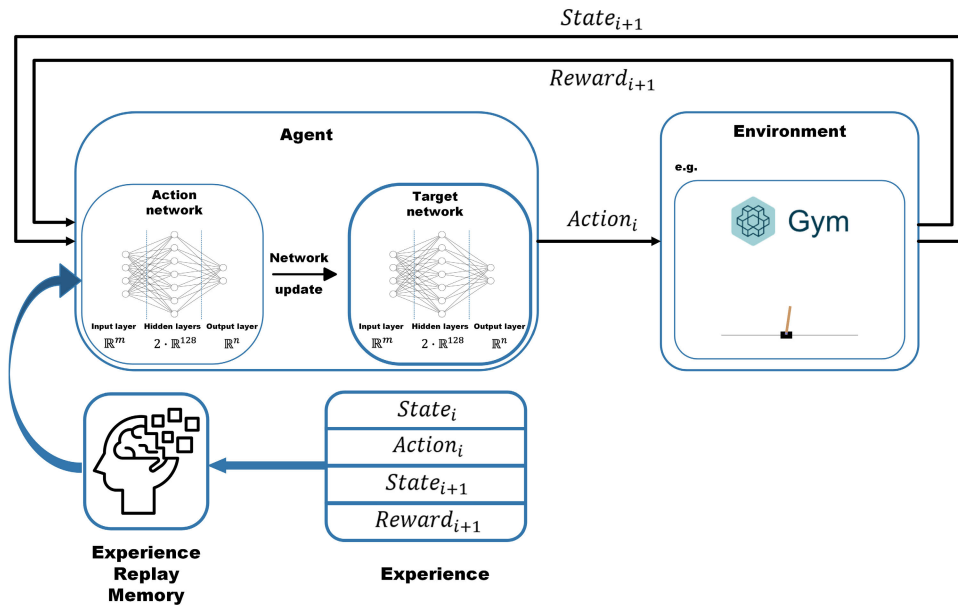 State_{i+1}
Reward_{i+1}
Agent
Environment
e.g.
Action
network
Target
network
Gym
Action_i
Network
update
Input layer Hidden layers Output layer
ℝ^m 2 · ℝ^128 ℝ^n
Input layer Hidden layers Output layer
ℝ^m 2 · ℝ^128 ℝ^n
State_i
Action_i
State_{i+1}
Reward_{i+1}
Experience
Replay
Memory
Experience